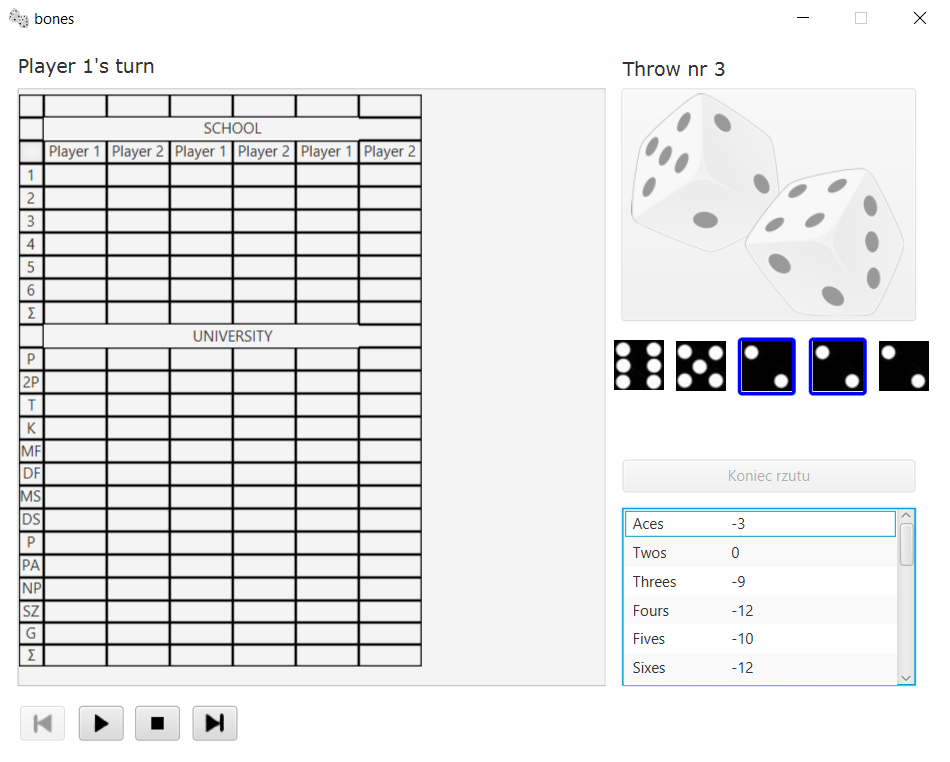 bones
Player 1's turn
Throw nr 3
SCHOOL
Player 1 Player 2 Player 1 Player 2 Player 1 Player 2
1
2
3
4
5
6
Σ
UNIVERSITY
P
2P
T
K
MF
DF
MS
DS
P
PA
NP
SZ
G
Σ
Koniec rzutu
Aces -3
Twos 0
Threes -9
Fours -12
Fives -10
Sixes -12